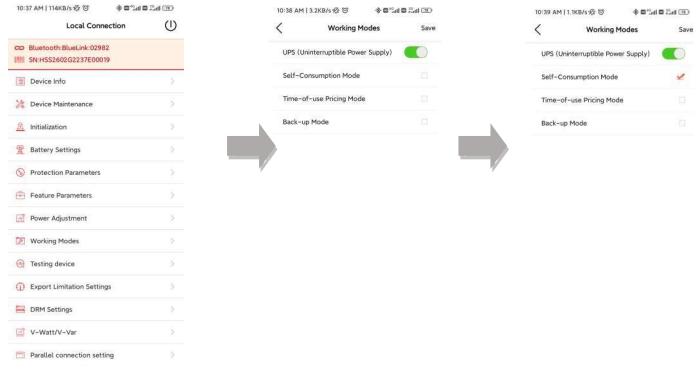 10:37 AM | 114KB/s
Local Connection
Bluetooth:BlueLink:02982
SN:HSS2602G2237E00019
Device Info
Device Maintenance
Initialization
Battery Settings
Protection Parameters
Feature Parameters
Power Adjustment
Working Modes
Testing device
Export Limitation Settings
DRM Settings
V-Watt/V-Var
Parallel connection setting
10:38 AM | 3.2KB/s
Working Modes Save
UPS (Uninterruptible Power Supply)
Self-Consumption Mode
Time-of-use Pricing Mode
Back-up Mode
10:39 AM | 1.1KB/s
Working Modes Save
UPS (Uninterruptible Power Supply)
Self-Consumption Mode
Time-of-use Pricing Mode
Back-up Mode